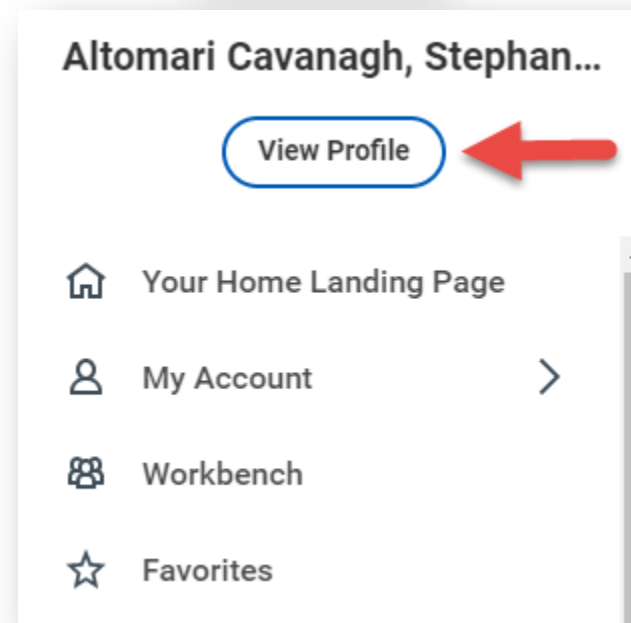 Altomari Cavanagh, Stephan...
View Profile
Your Home Landing Page
My Account
Workbench
Favorites